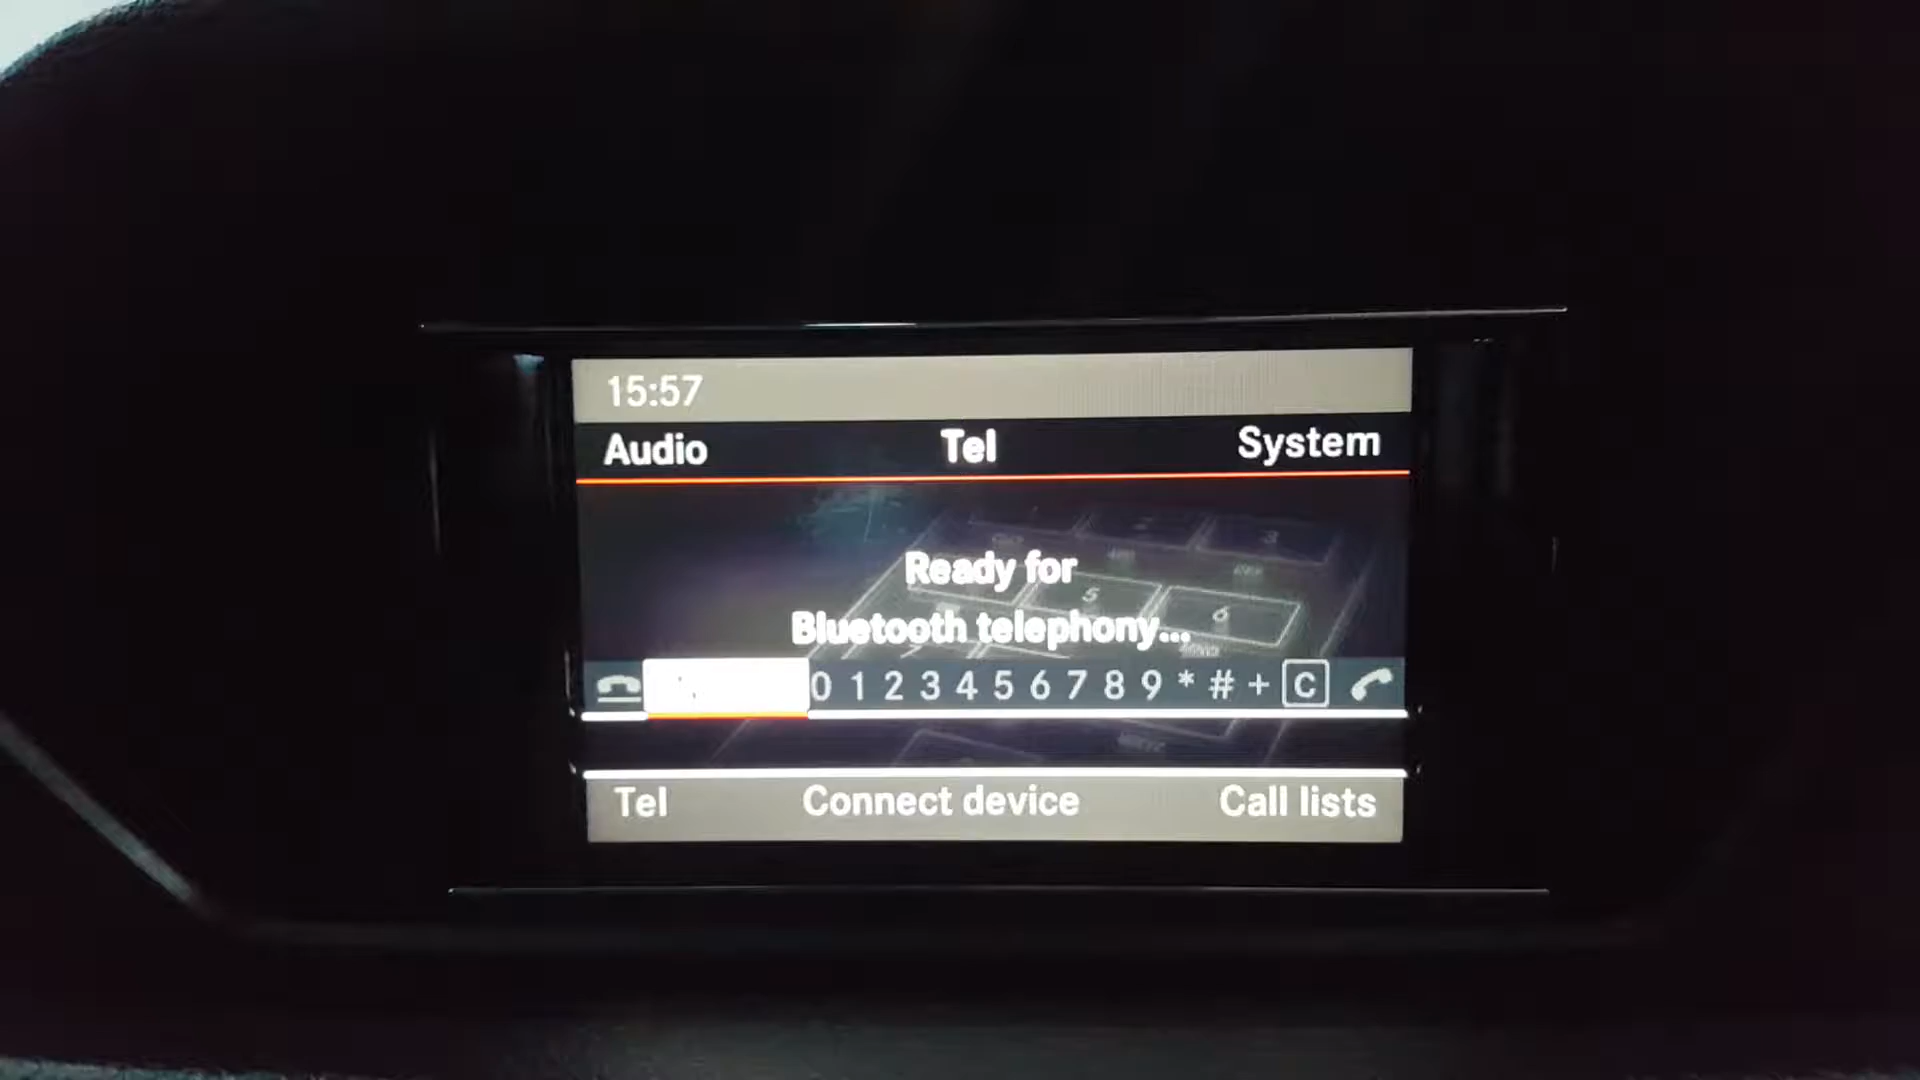 15:57
Audio Tel System
Ready for
Bluetooth telephony...
0 1 2 3 4 5 6 7 8 9 * # + C
Tel Connect device Call lists